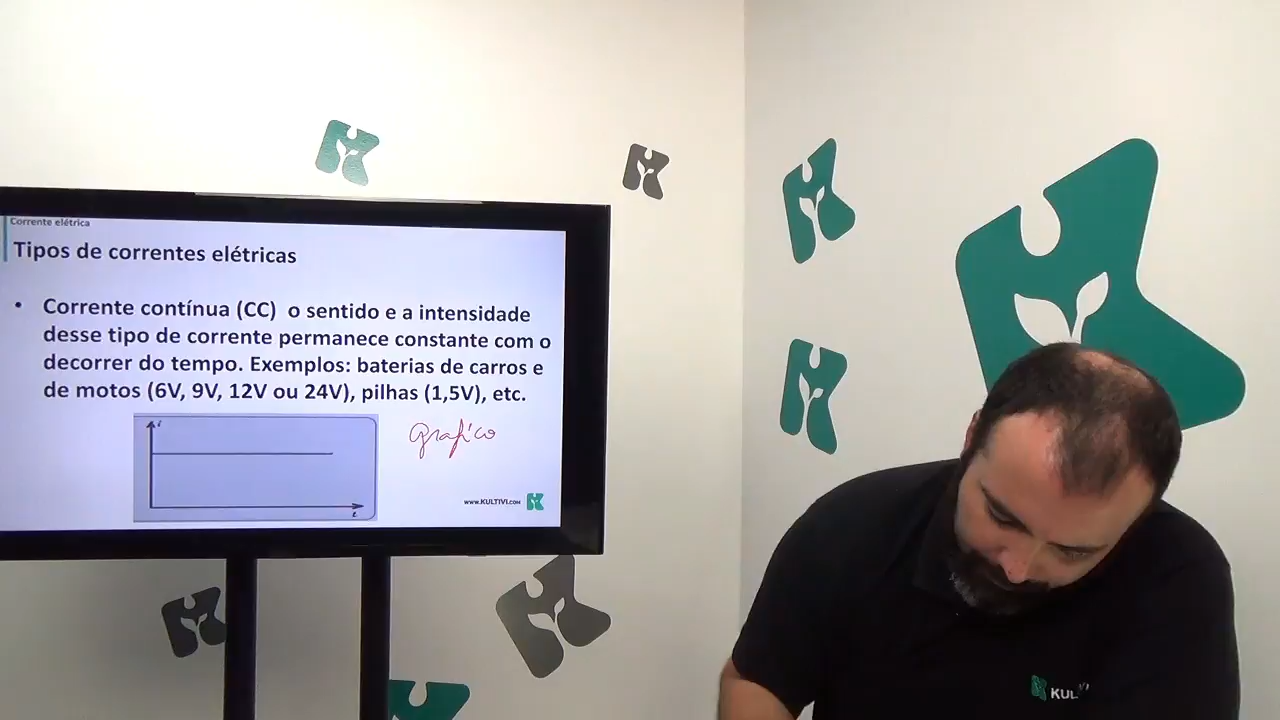 Corrente elétrica
Tipos de correntes elétricas
• Corrente contínua (CC) o sentido e a intensidade
desse tipo de corrente permanece constante com o
decorrer do tempo. Exemplos: baterias de carros e
de motos (6V, 9V, 12V ou 24V), pilhas (1,5V), etc.
i
grafico
t
www.KULTIVI.com
KUL